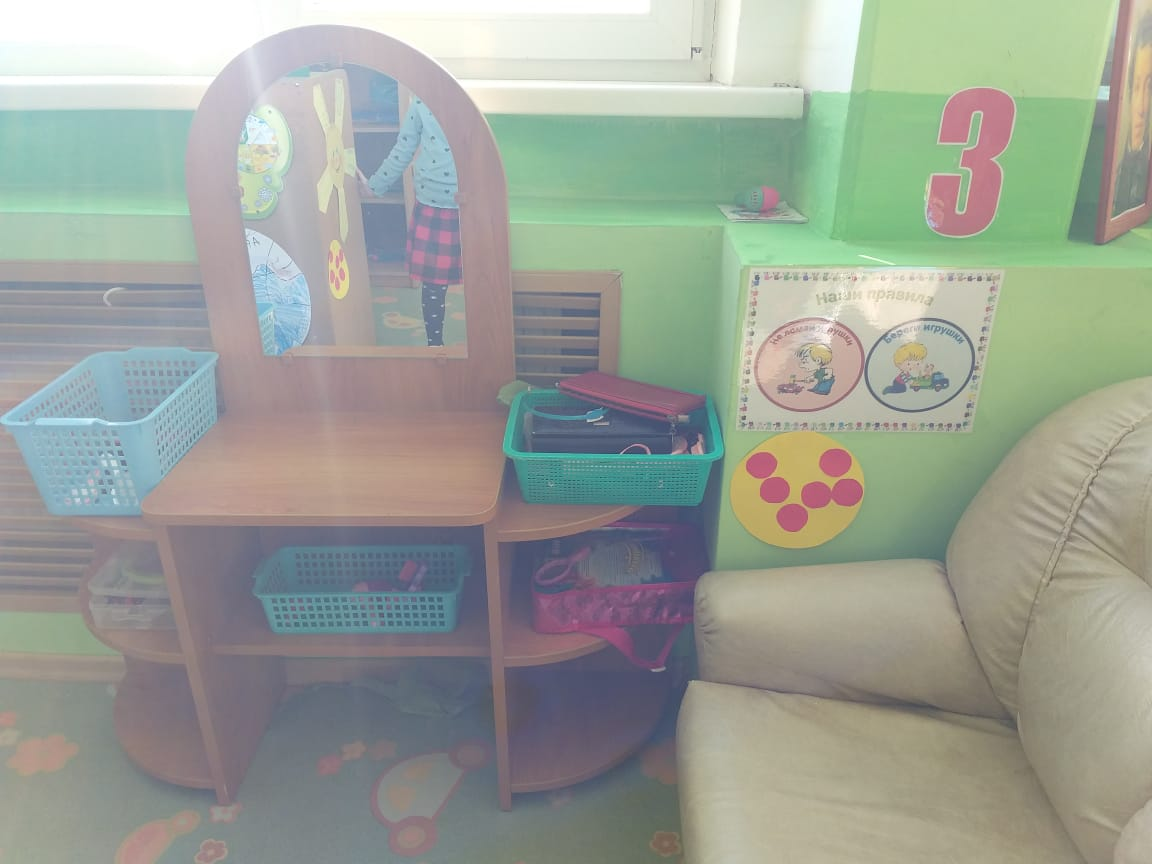 3
Наши правила
Не ломай игрушки
Береги игрушки